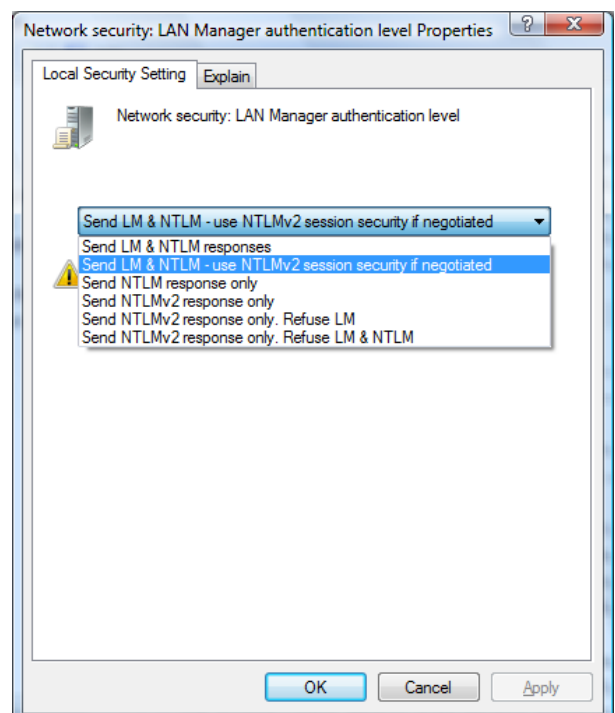 Network security: LAN Manager authentication level Properties
Local Security Setting
Explain
Network security: LAN Manager authentication level
Send LM & NTLM - use NTLMv2 session security if negotiated
Send LM & NTLM responses
Send LM & NTLM - use NTLMv2 session security if negotiated
Send NTLM response only
Send NTLMv2 response only
Send NTLMv2 response only. Refuse LM
Send NTLMv2 response only. Refuse LM & NTLM
OK
Cancel
Apply